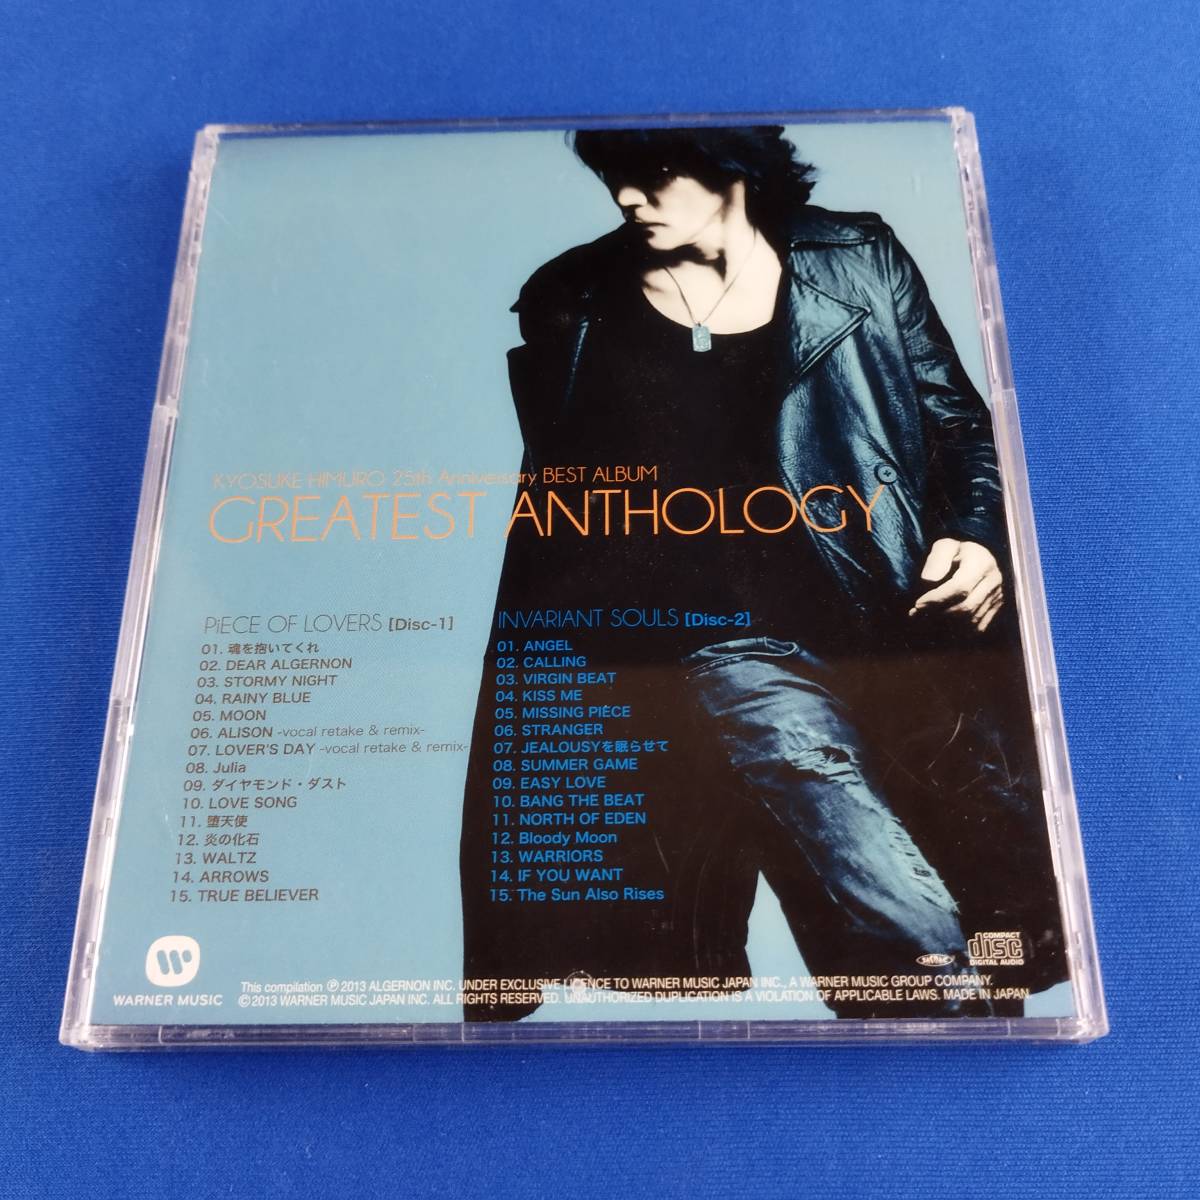 KYOSUKE HIMURO 25th Anniversary BEST ALBUM
GREATEST ANTHOLOGY
PiECE OF LOVERS [Disc-1]
01. 魂を抱いてくれ
02. DEAR ALGERNON
03. STORMY NIGHT
04. RAINY BLUE
05. MOON
06. ALISON -vocal retake & remix-
07. LOVER'S DAY -vocal retake & remix-
08. Julia
09. ダイヤモンド・ダスト
10. LOVE SONG
11. 堕天使
12. 炎の化石
13. WALTZ
14. ARROWS
15. TRUE BELIEVER
INVARIANT SOULS [Disc-2]
01. ANGEL
02. CALLING
03. VIRGIN BEAT
04. KISS ME
05. MISSING PIECE
06. STRANGER
07. JEALOUSYを眠らせて
08. SUMMER GAME
09. EASY LOVE
10. BANG THE BEAT
11. NORTH OF EDEN
12. Bloody Moon
13. WARRIORS
14. IF YOU WANT
15. The Sun Also Rises
WARNER MUSIC
COMPACT
disc
DIGITAL AUDIO
This compilation ℗ 2013 ALGERNON INC. UNDER EXCLUSIVE LICENCE TO WARNER MUSIC JAPAN INC., A WARNER MUSIC GROUP COMPANY.
© 2013 WARNER MUSIC JAPAN INC. ALL RIGHTS RESERVED. UNAUTHORIZED DUPLICATION IS A VIOLATION OF APPLICABLE LAWS. MADE IN JAPAN.